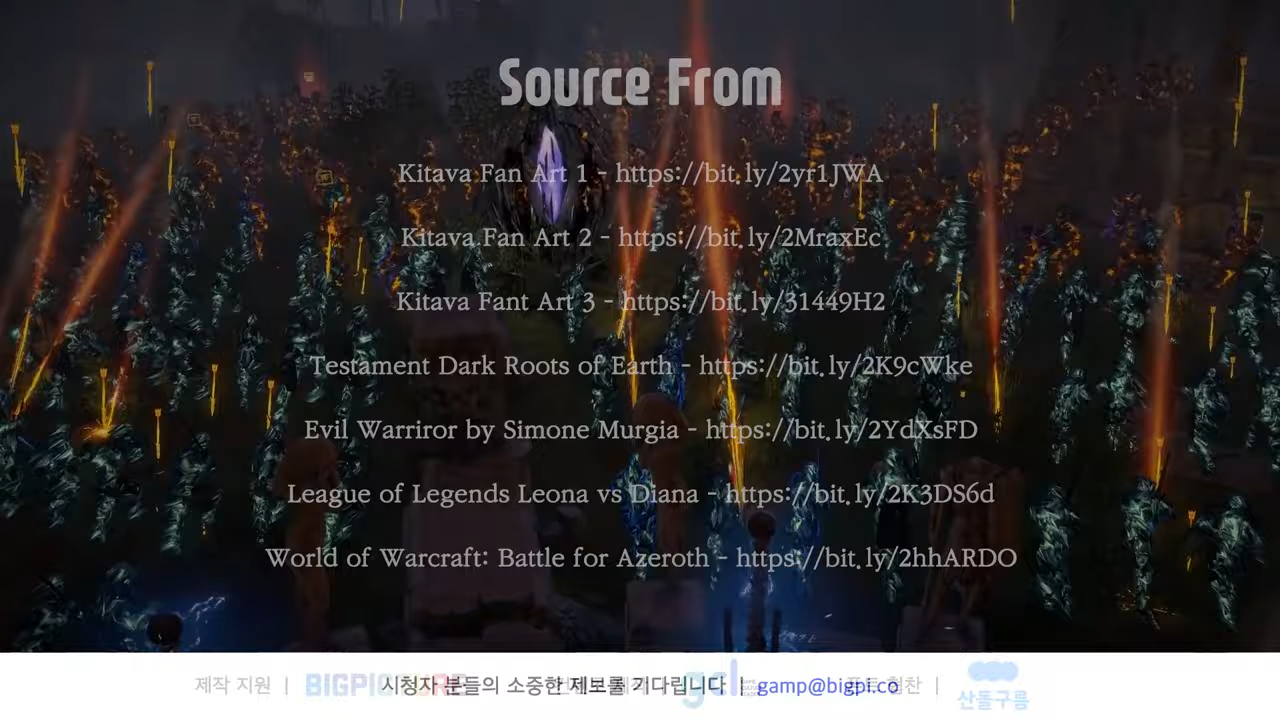 Source From
Kitava Fan Art 1 - https://bit.ly/2yr1JWA
Kitava Fan Art 2 - https://bit.ly/2MraxEc
Kitava Fant Art 3 - https://bit.ly/31449H2
Testament Dark Roots of Earth - https://bit.ly/2K9cWke
Evil Warriror by Simone Murgia - https://bit.ly/2YdXsFD
League of Legends Leona vs Diana - https://bit.ly/2K3DS6d
World of Warcraft: Battle for Azeroth - https://bit.ly/2hhARDO
제작 지원 | BIGPI 시청자 분들의 소중한 제보를 기다립니다 gcl gamp@bigpi.co 협찬 | 산돌구름